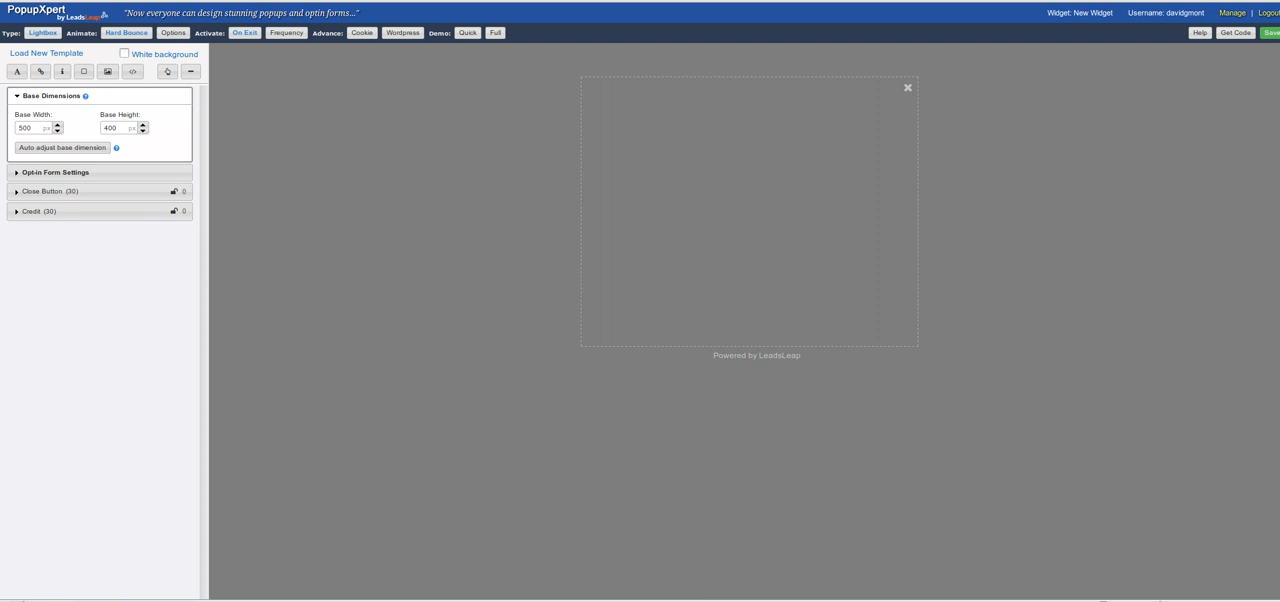 PopupXpert
by LeadsLeap
"Now everyone can design stunning popups and optin forms..."
Widget: New Widget Username: davidgmont Manage | Logout
Type: Lightbox Animate: Hard Bounce Options Activate: On Exit Frequency Advance: Cookie Wordpress Demo: Quick Full Help Get Code Save
Load New Template White background
A i </>
Base Dimensions ?
Base Width: Base Height:
500 px 400 px
Auto adjust base dimension ?
Opt-in Form Settings
Close Button (30) 0
Credit (30) 0
Powered by LeadsLeap